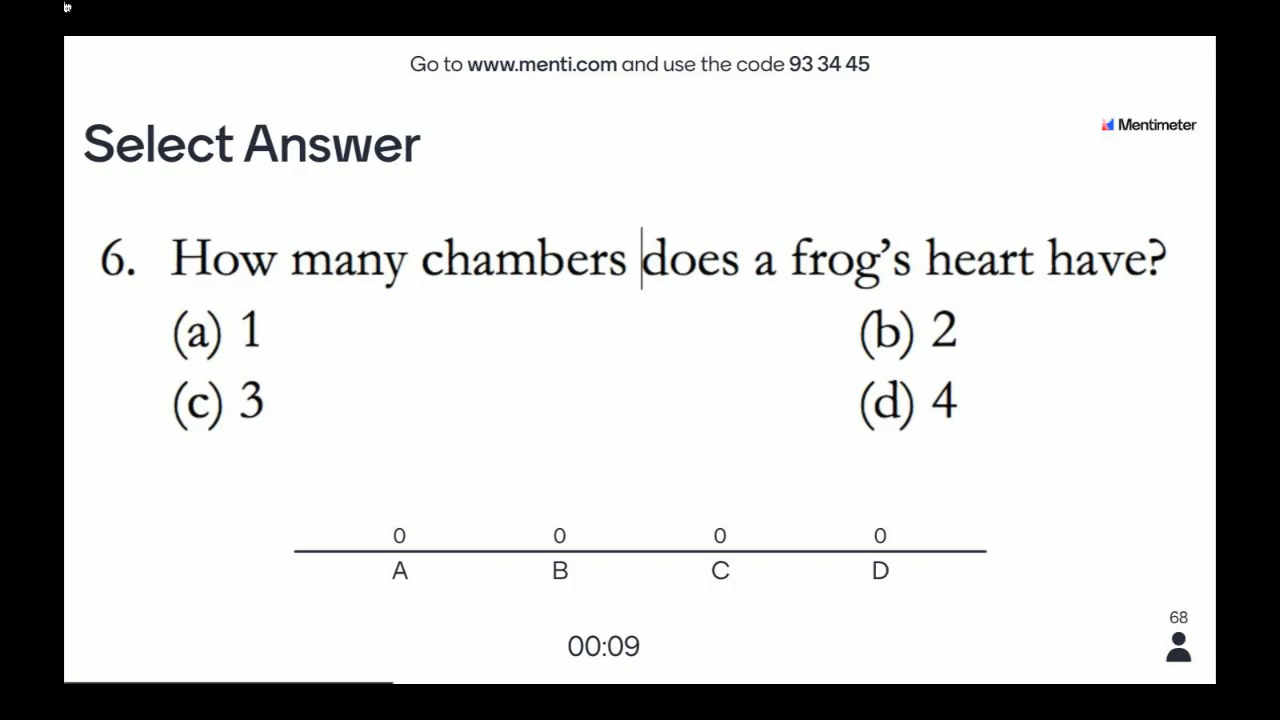 Go to www.menti.com and use the code 93 34 45
Select Answer
Mentimeter
6. How many chambers does a frog's heart have?
(a) 1 (b) 2
(c) 3 (d) 4
0 0 0 0
A B C D
68
00:09